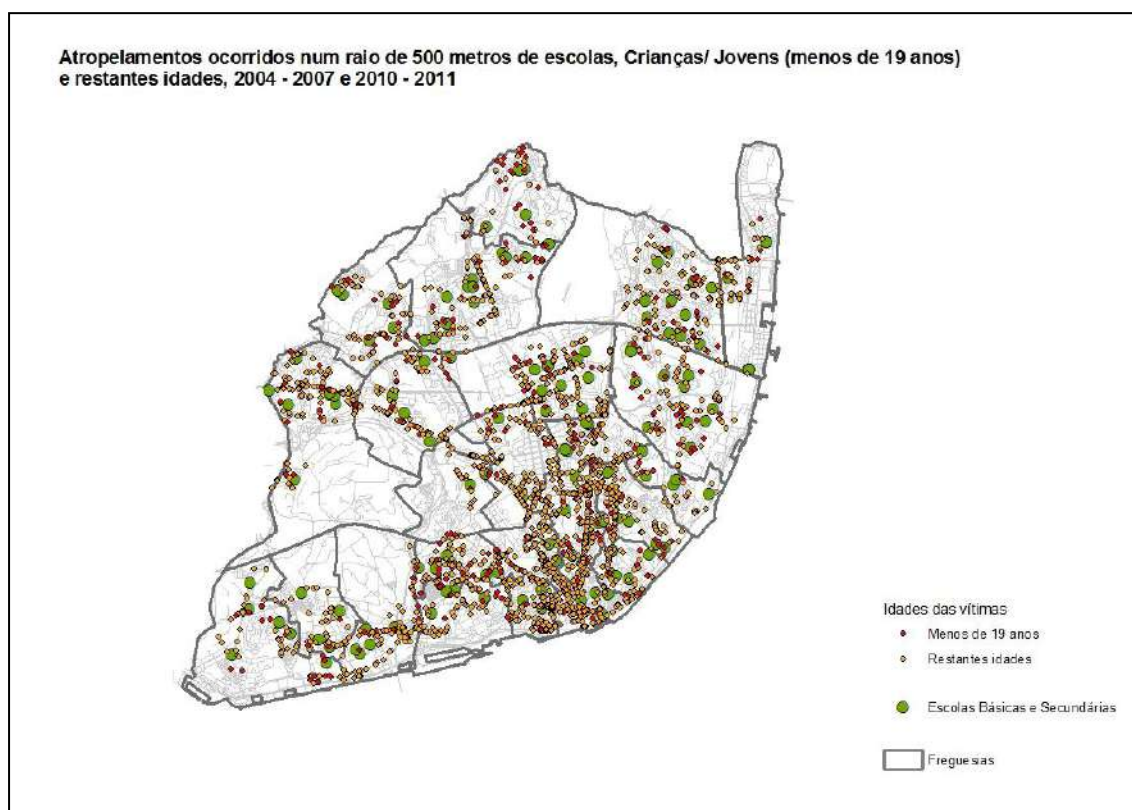 Atropelamentos ocorridos num raio de 500 metros de escolas, Crianças/ Jovens (menos de 19 anos)
e restantes idades, 2004 - 2007 e 2010 - 2011
Idades das vítimas
Menos de 19 anos
Restantes idades
Escolas Básicas e Secundárias
Freguesias